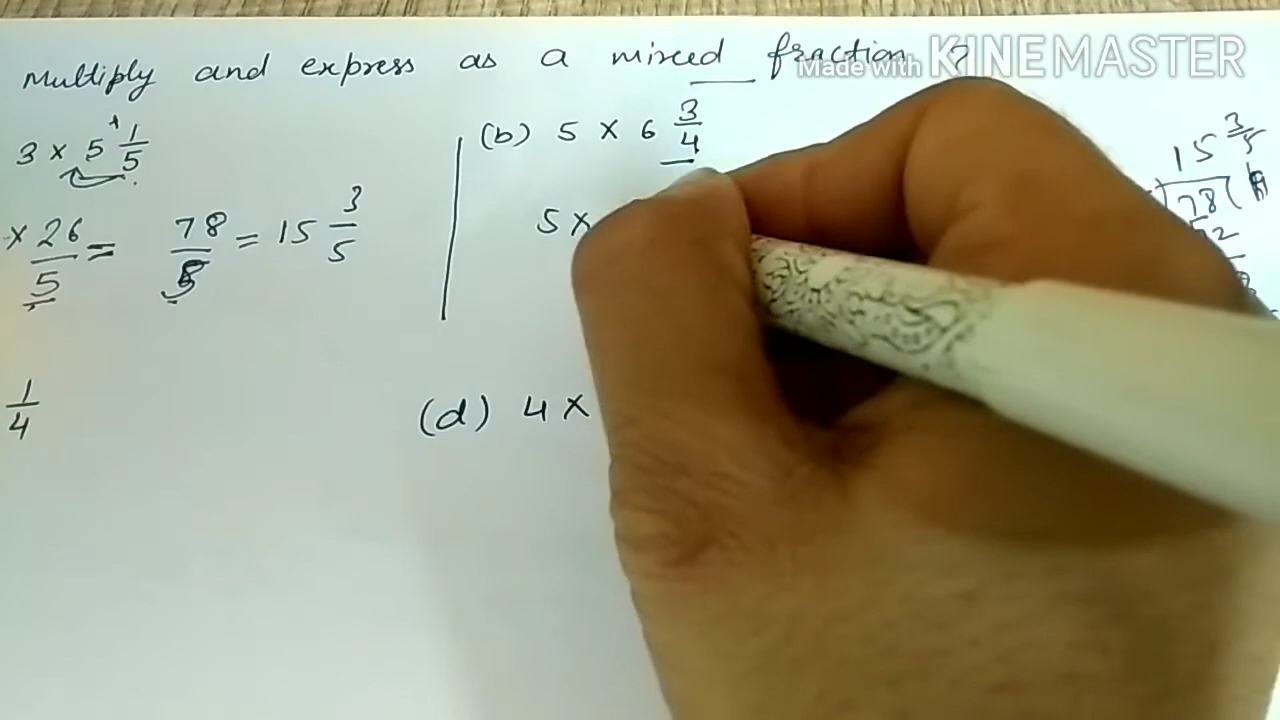 Multiply and express as a mixed fraction ?
Made with KINEMASTER
3 × 5 1/5
(b) 5 × 6 3/4
× 26/5 = 78/5 = 15 3/5
5 ×
15 3/5
78
1/4
(d) 4 ×